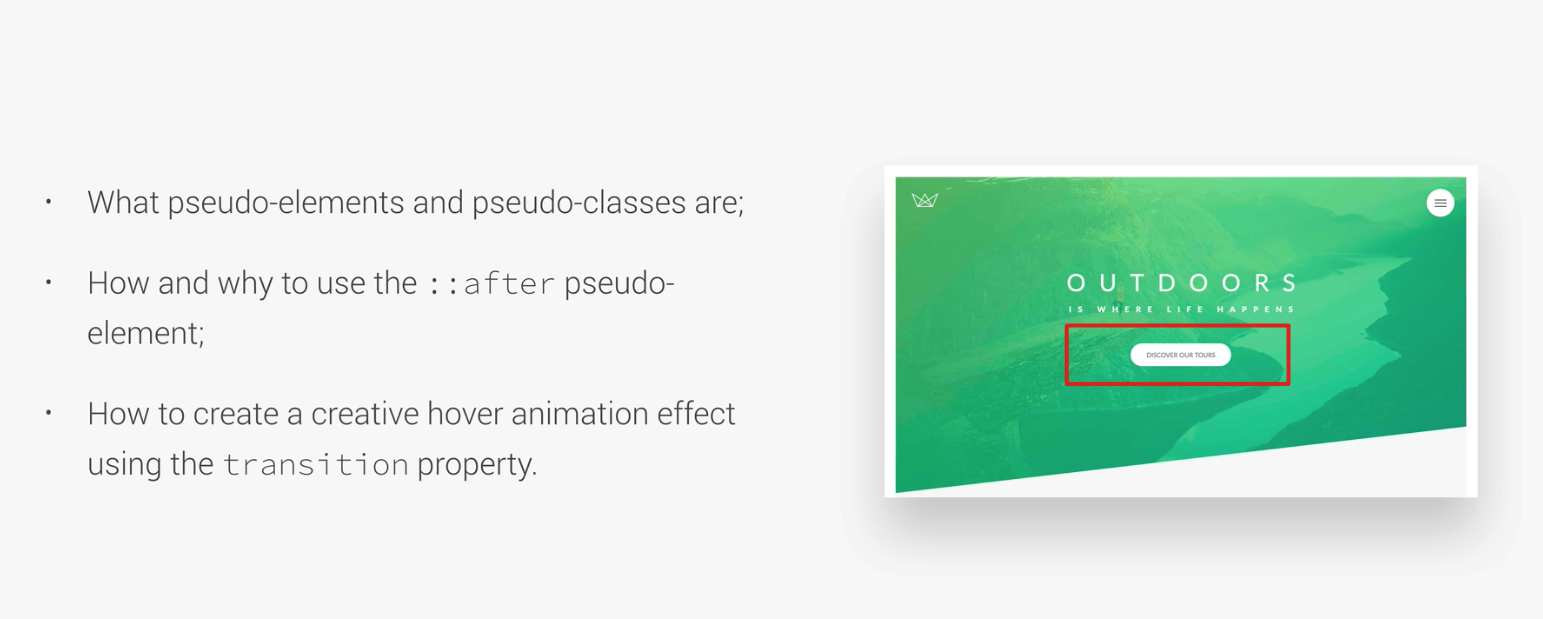 • What pseudo-elements and pseudo-classes are;
• How and why to use the ::after pseudo-
element;
• How to create a creative hover animation effect
using the transition property.
OUTDOORS
IS WHERE LIFE HAPPENS
DISCOVER OUR TOURS